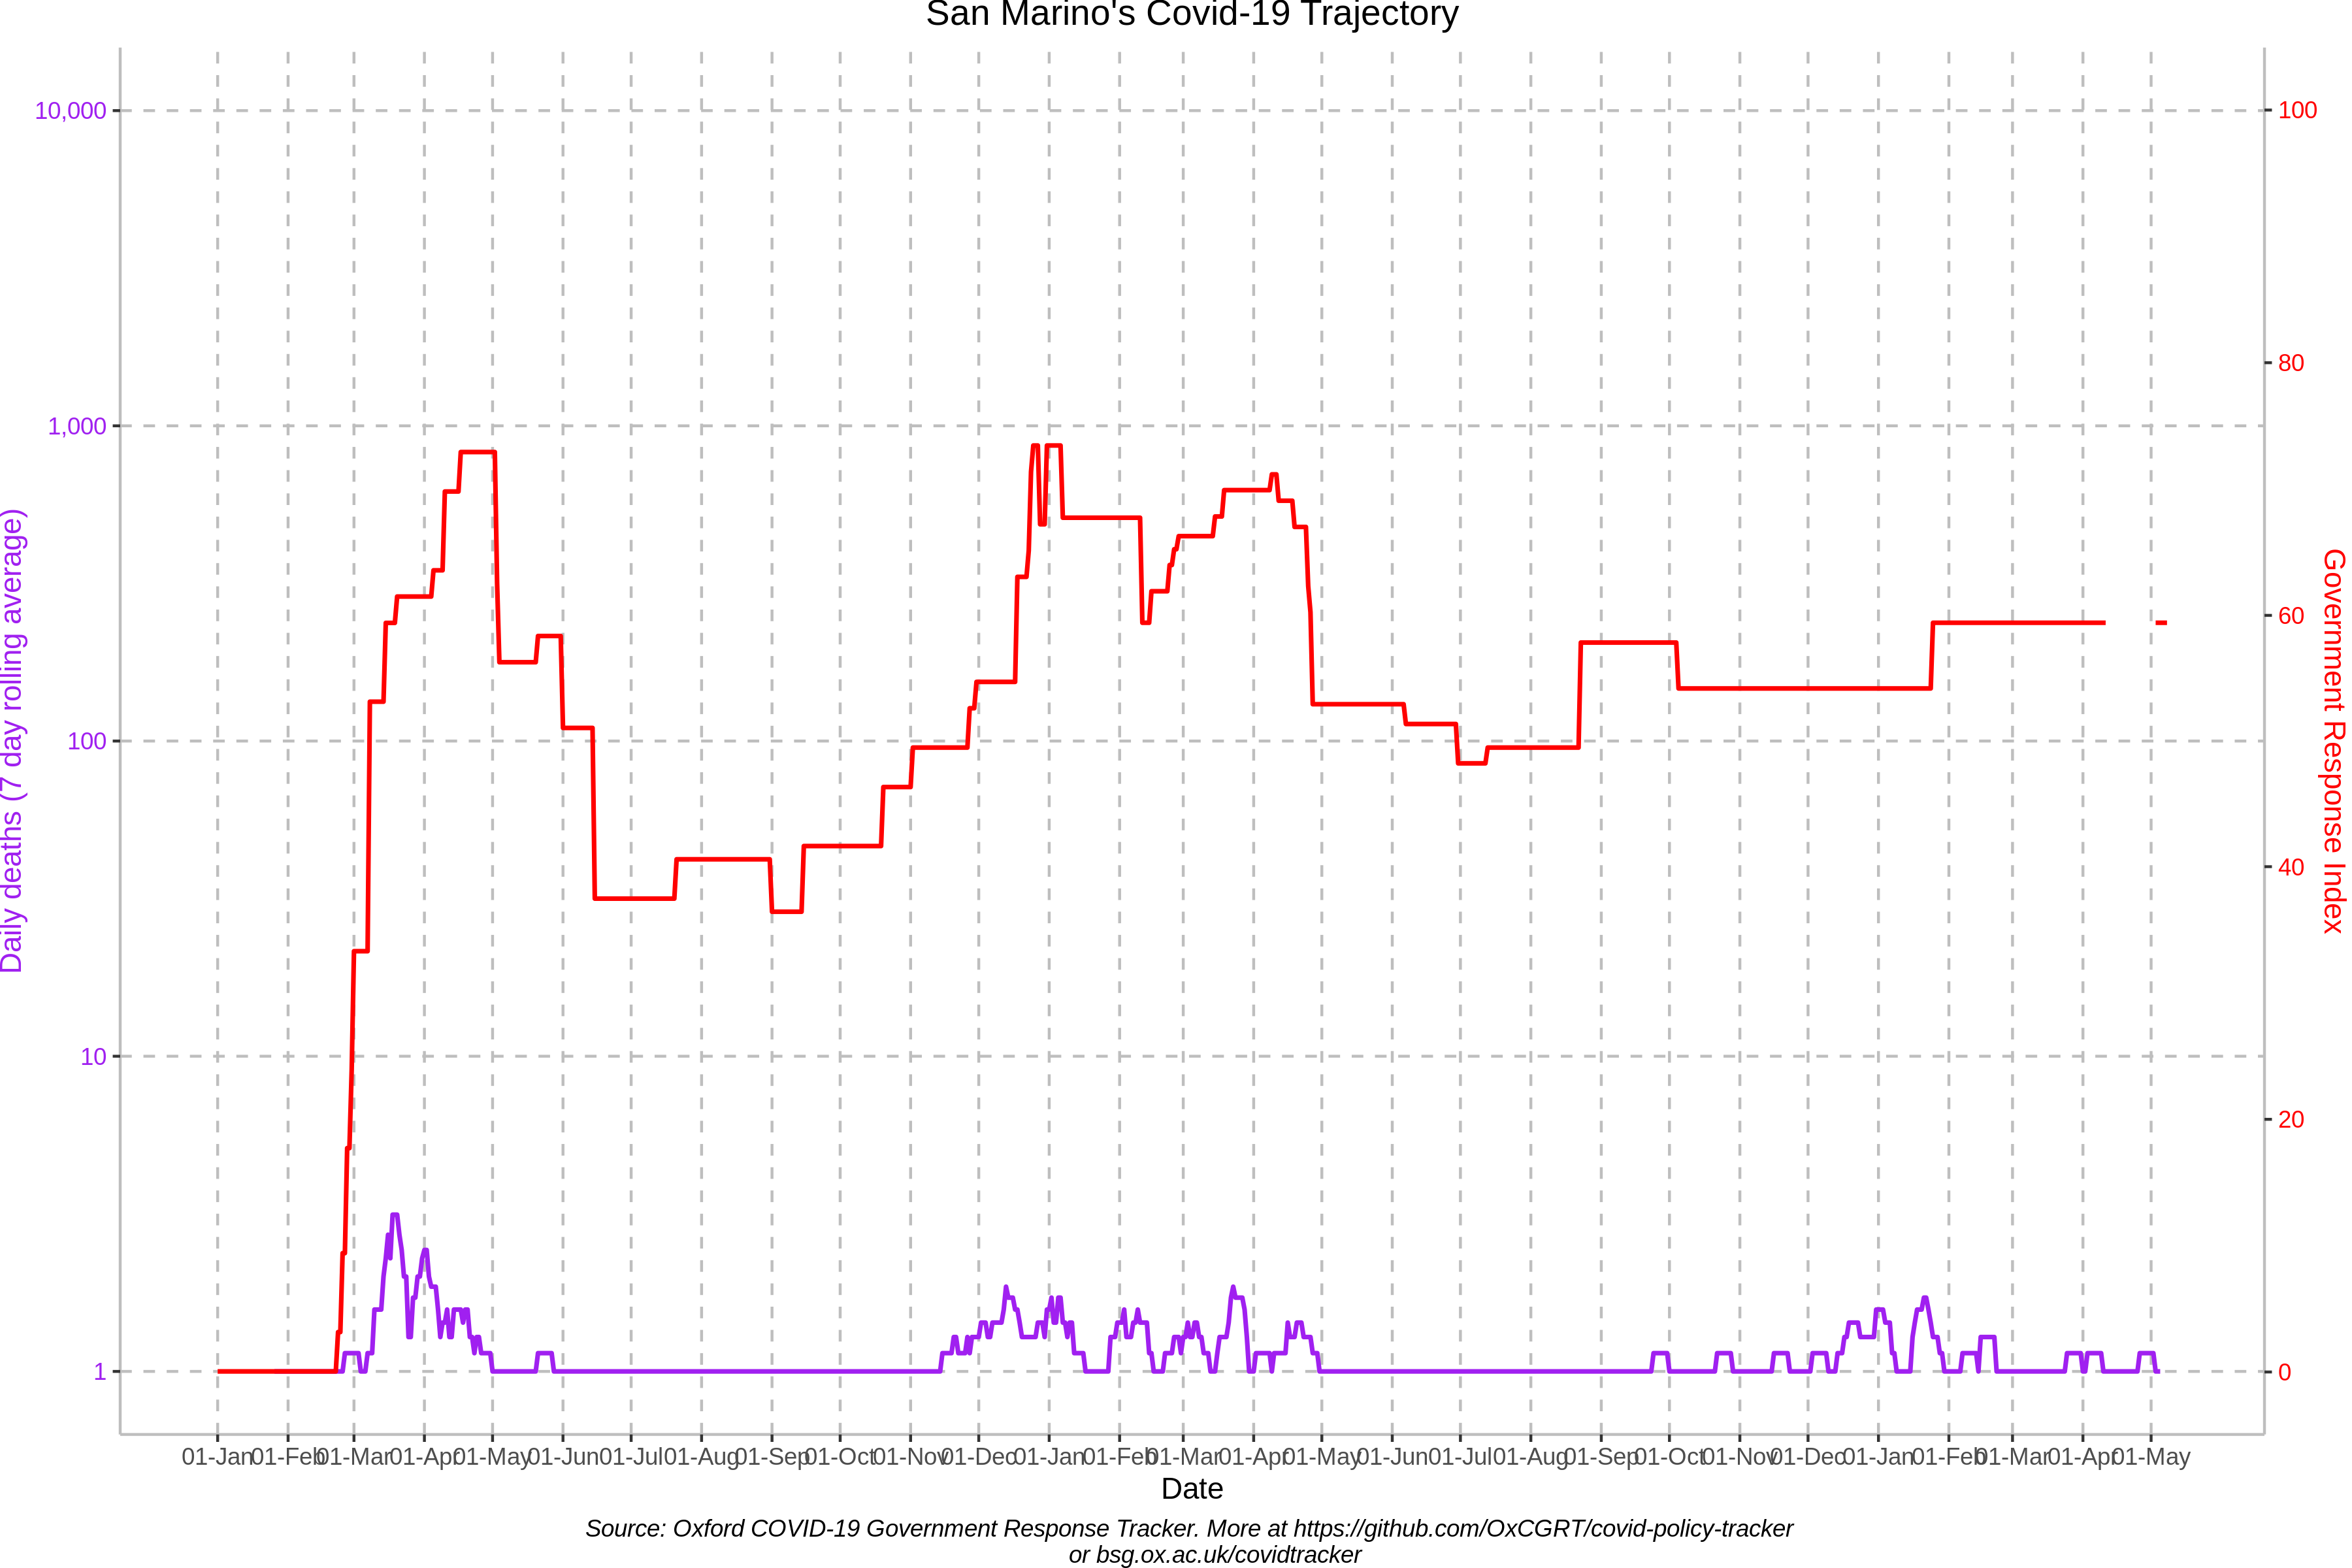 San Marino's Covid-19 Trajectory
10,000
1,000
100
10
1
Daily deaths (7 day rolling average)
100
80
60
40
20
0
Government Response Index
01-Jan 01-Feb 01-Mar 01-Apr 01-May 01-Jun 01-Jul 01-Aug 01-Sep 01-Oct 01-Nov 01-Dec 01-Jan 01-Feb 01-Mar 01-Apr 01-May 01-Jun 01-Jul 01-Aug 01-Sep 01-Oct 01-Nov 01-Dec 01-Jan 01-Feb 01-Mar 01-Apr 01-May
Date
Source: Oxford COVID-19 Government Response Tracker. More at https://github.com/OxCGRT/covid-policy-tracker
or bsg.ox.ac.uk/covidtracker